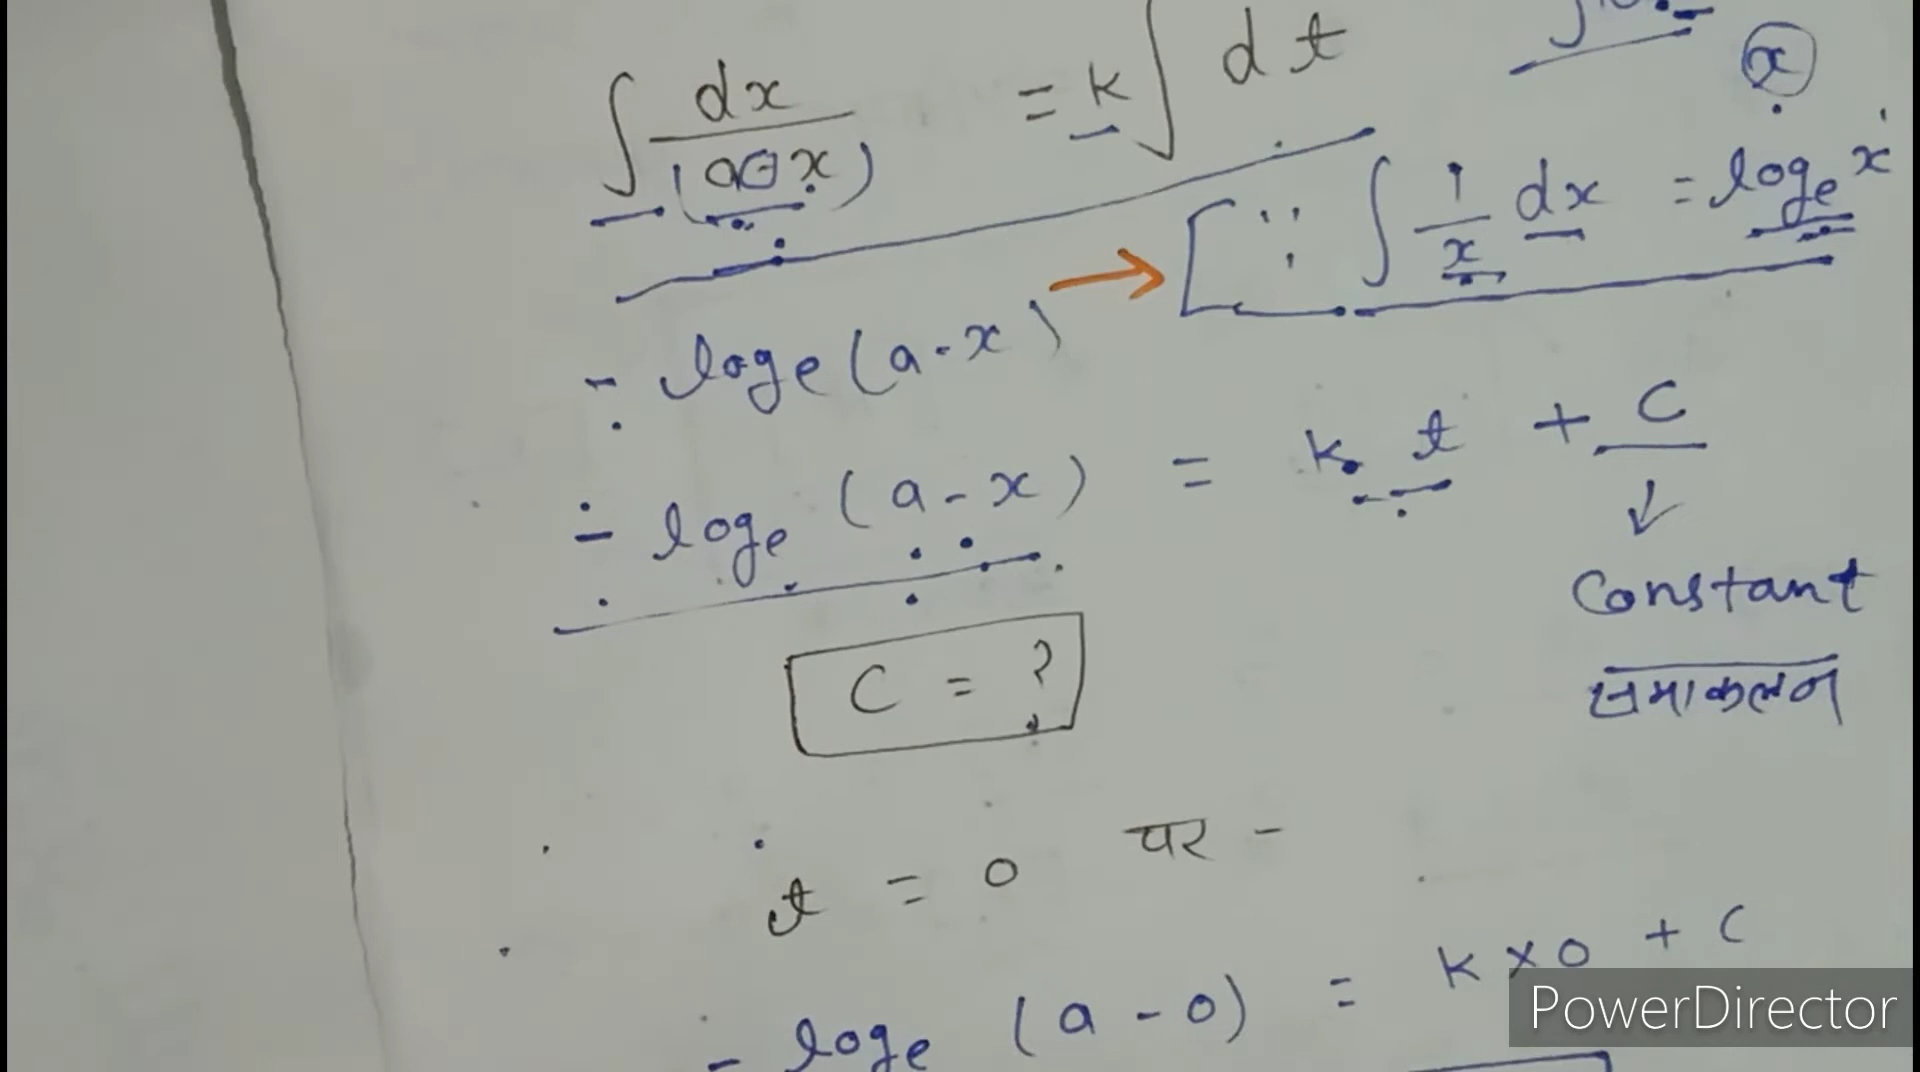 ∫ dx/(a-x) = k ∫ dt
x
[∵ ∫ 1/x dx = logₑ x
- logₑ (a-x) →
- logₑ (a-x) = k. t + C
↓
Constant
समाकलन
C = ?
t = 0 पर -
- logₑ (a-0) = k×0 + C
PowerDirector